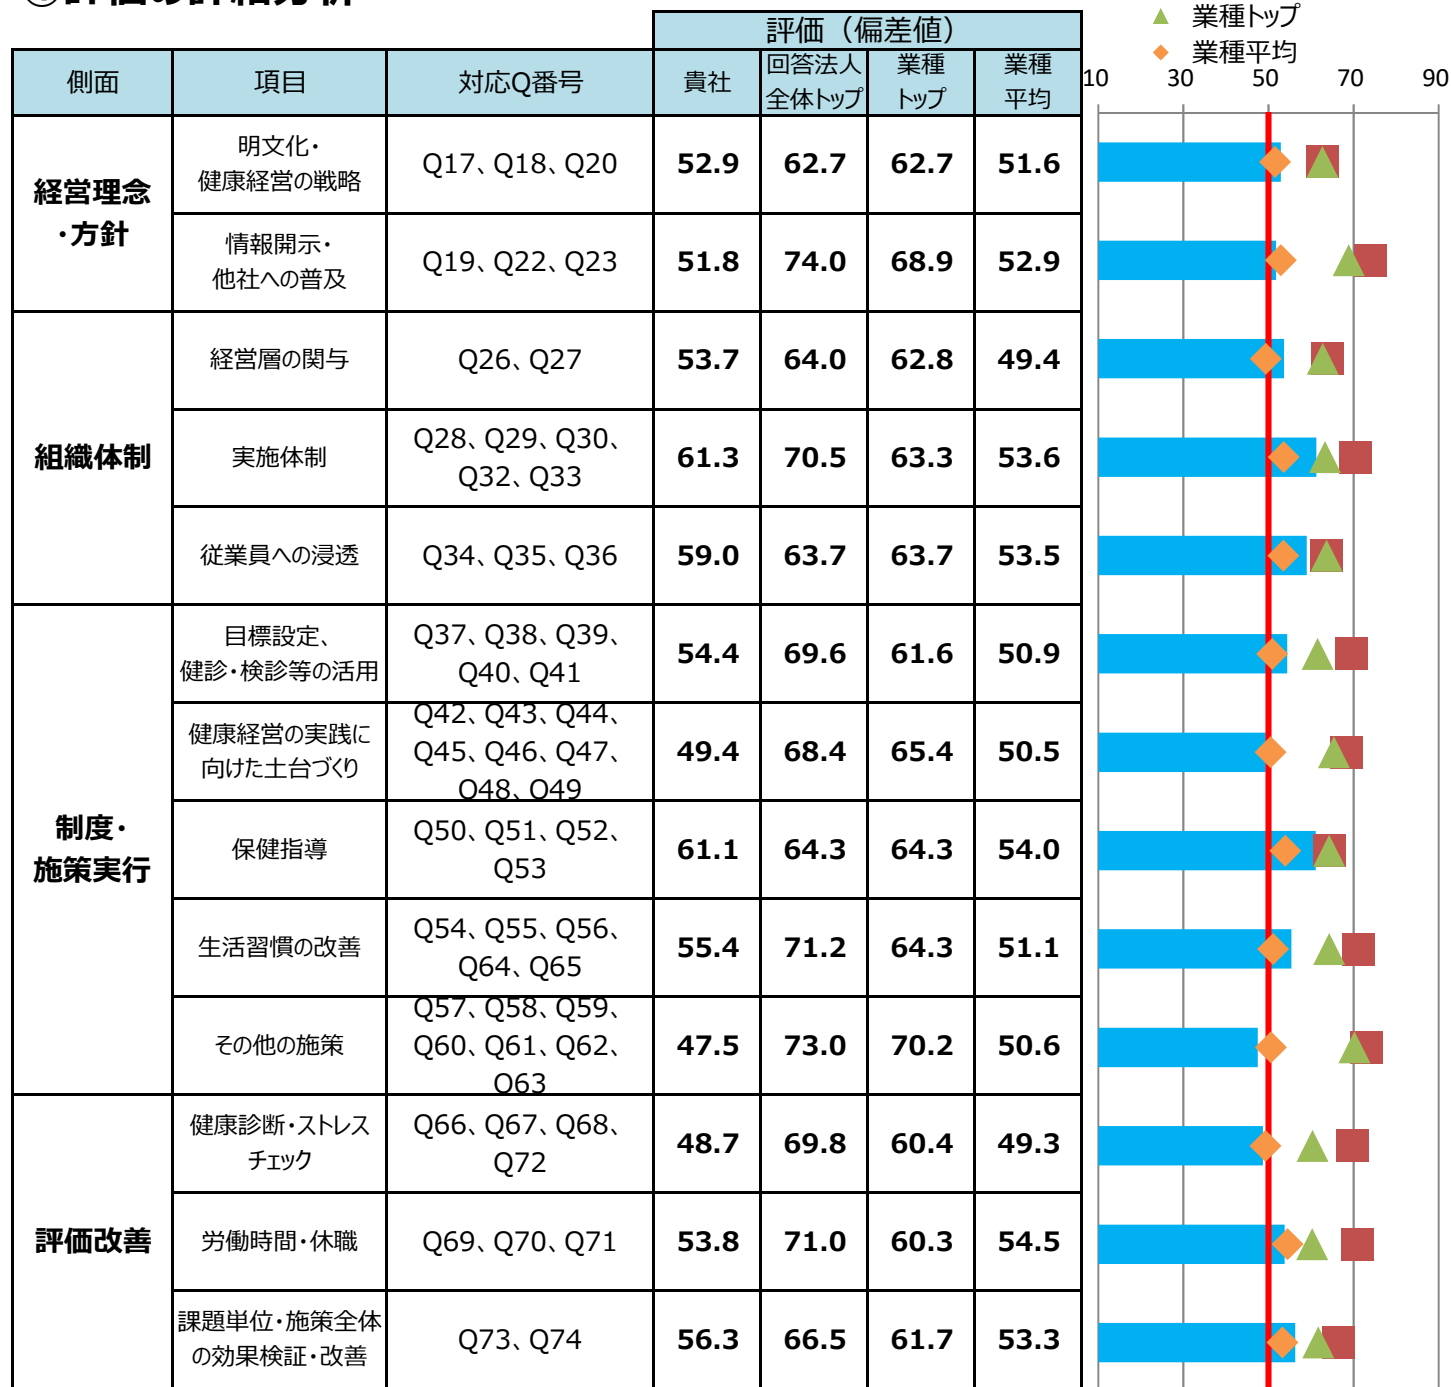 ①評価の詳細分析
▲ 業種トップ
◆ 業種平均
評価（偏差値）
側面 項目 対応Q番号 貴社 回答法人全体トップ 業種トップ 業種平均
10 30 50 70 90
経営理念・方針
明文化・健康経営の戦略 Q17、Q18、Q20 52.9 62.7 62.7 51.6
情報開示・他社への普及 Q19、Q22、Q23 51.8 74.0 68.9 52.9
組織体制
経営層の関与 Q26、Q27 53.7 64.0 62.8 49.4
実施体制 Q28、Q29、Q30、Q32、Q33 61.3 70.5 63.3 53.6
従業員への浸透 Q34、Q35、Q36 59.0 63.7 63.7 53.5
制度・施策実行
目標設定、健診・検診等の活用 Q37、Q38、Q39、Q40、Q41 54.4 69.6 61.6 50.9
健康経営の実践に向けた土台づくり Q42、Q43、Q44、Q45、Q46、Q47、Q48、Q49 49.4 68.4 65.4 50.5
保健指導 Q50、Q51、Q52、Q53 61.1 64.3 64.3 54.0
生活習慣の改善 Q54、Q55、Q56、Q64、Q65 55.4 71.2 64.3 51.1
その他の施策 Q57、Q58、Q59、Q60、Q61、Q62、Q63 47.5 73.0 70.2 50.6
評価改善
健康診断・ストレスチェック Q66、Q67、Q68、Q72 48.7 69.8 60.4 49.3
労働時間・休職 Q69、Q70、Q71 53.8 71.0 60.3 54.5
課題単位・施策全体の効果検証・改善 Q73、Q74 56.3 66.5 61.7 53.3